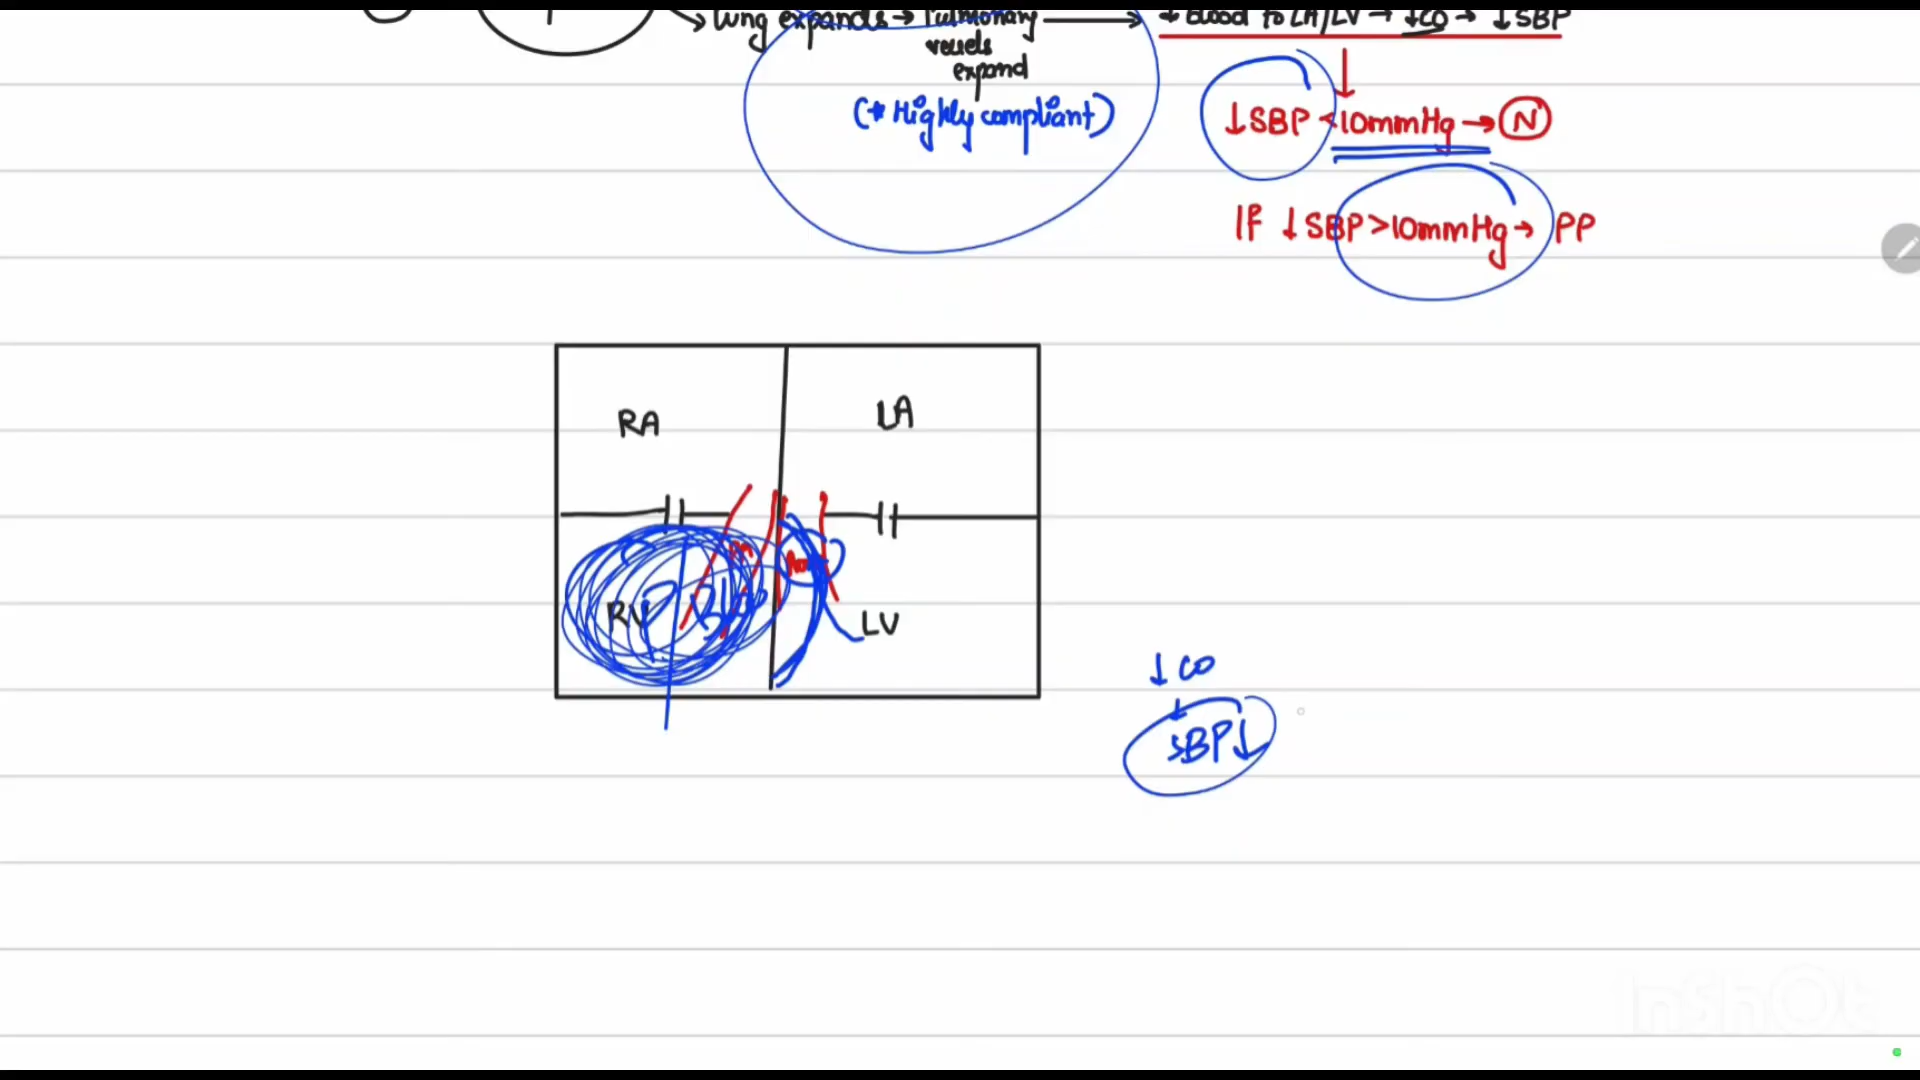 → Lung expands → Pulmonary → ↓ blood to LA/LV → ↓CO → ↓SBP
vessels
expand
(* Highly compliant)
↓SBP <10mmHg → N
IF ↓SBP >10mmHg → PP
RA
LA
RV
LV
↓ CO
↓
SBP↓
InShOt